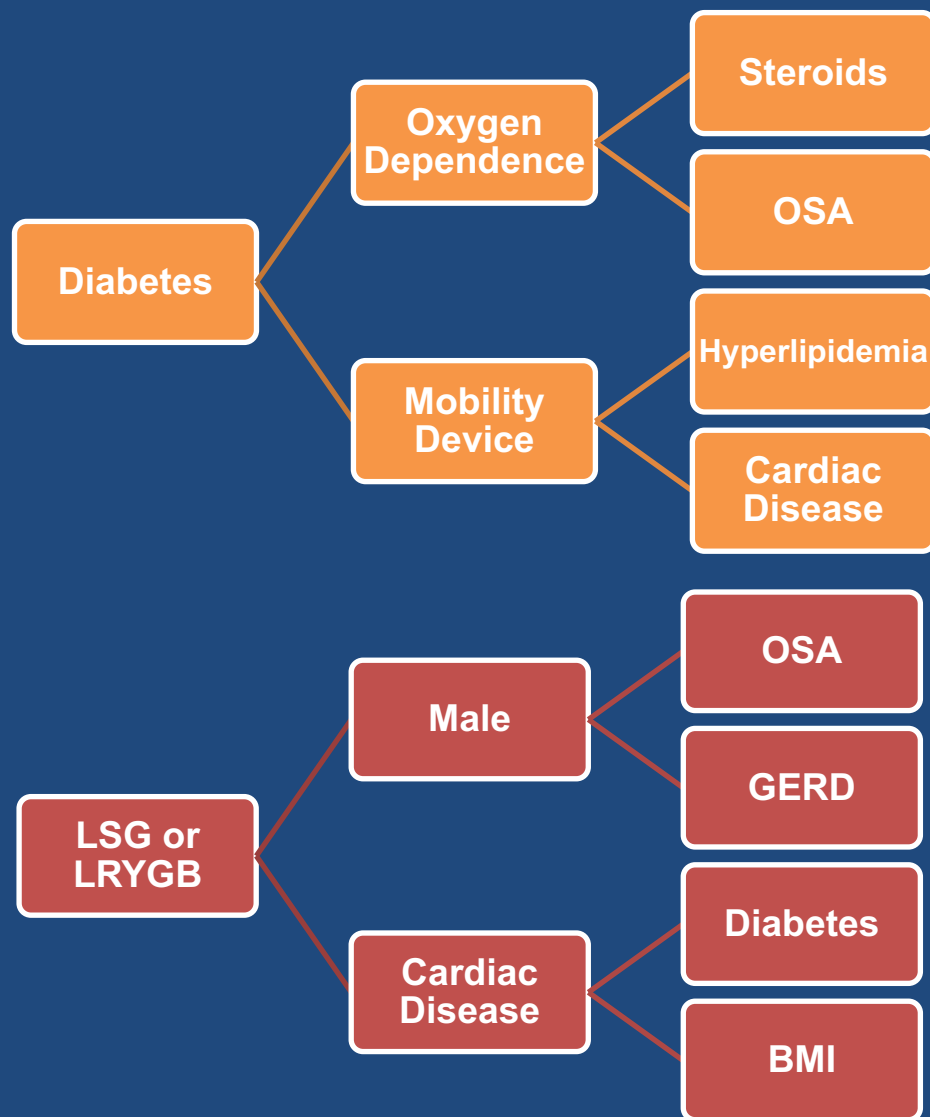 Steroids
Oxygen
Dependence
OSA
Diabetes
Hyperlipidemia
Mobility
Device
Cardiac
Disease
OSA
Male
GERD
LSG or
LRYGB
Diabetes
Cardiac
Disease
BMI